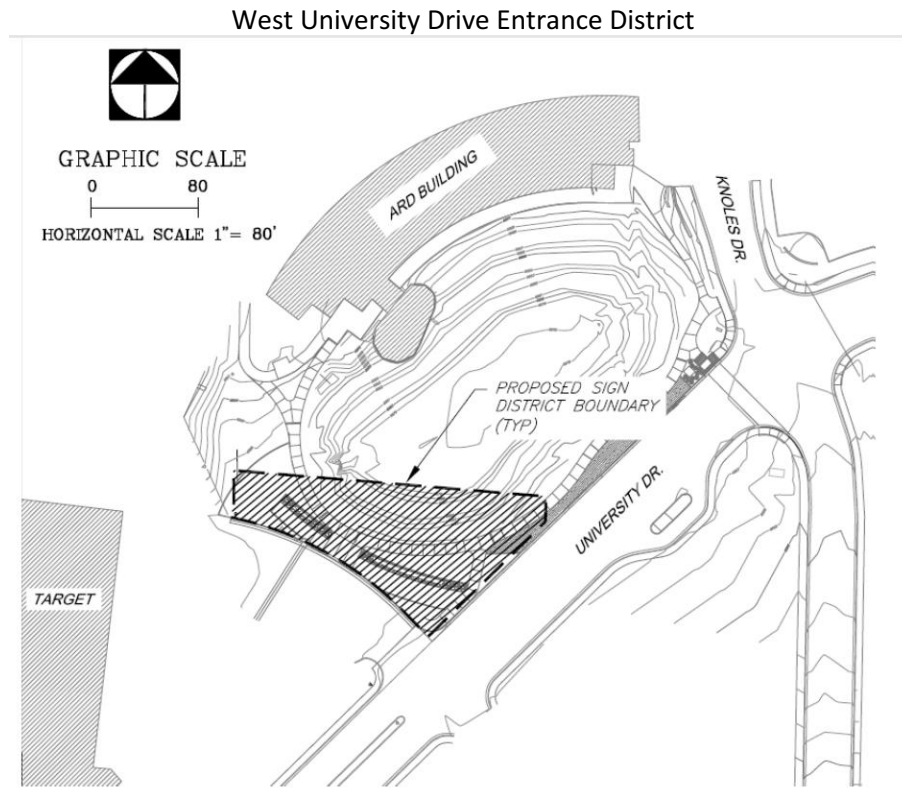 West University Drive Entrance District
GRAPHIC SCALE
0 80
HORIZONTAL SCALE 1"= 80'
ARD BUILDING
KNOLES DR.
PROPOSED SIGN
DISTRICT BOUNDARY
(TYP)
UNIVERSITY DR.
TARGET